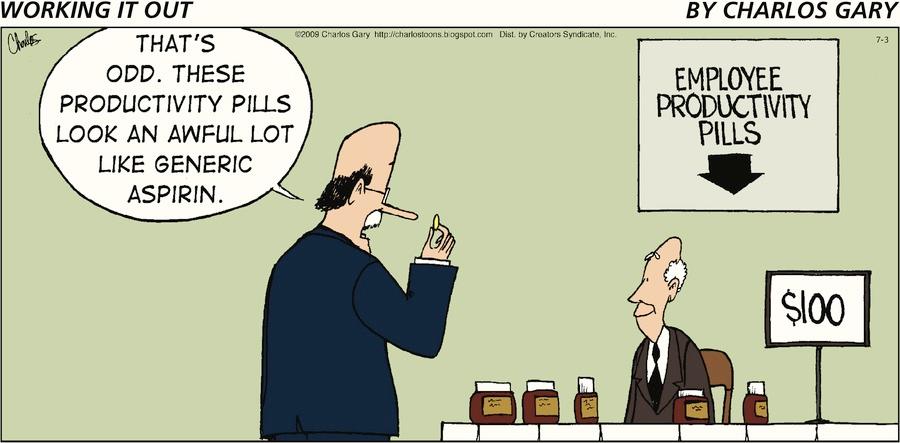 WORKING IT OUT
BY CHARLOS GARY
Charlos
©2009 Charlos Gary http://charlostoons.blogspot.com Dist. by Creators Syndicate, Inc.
7-3
THAT'S
ODD. THESE
PRODUCTIVITY PILLS
LOOK AN AWFUL LOT
LIKE GENERIC
ASPIRIN.
EMPLOYEE
PRODUCTIVITY
PILLS
$100